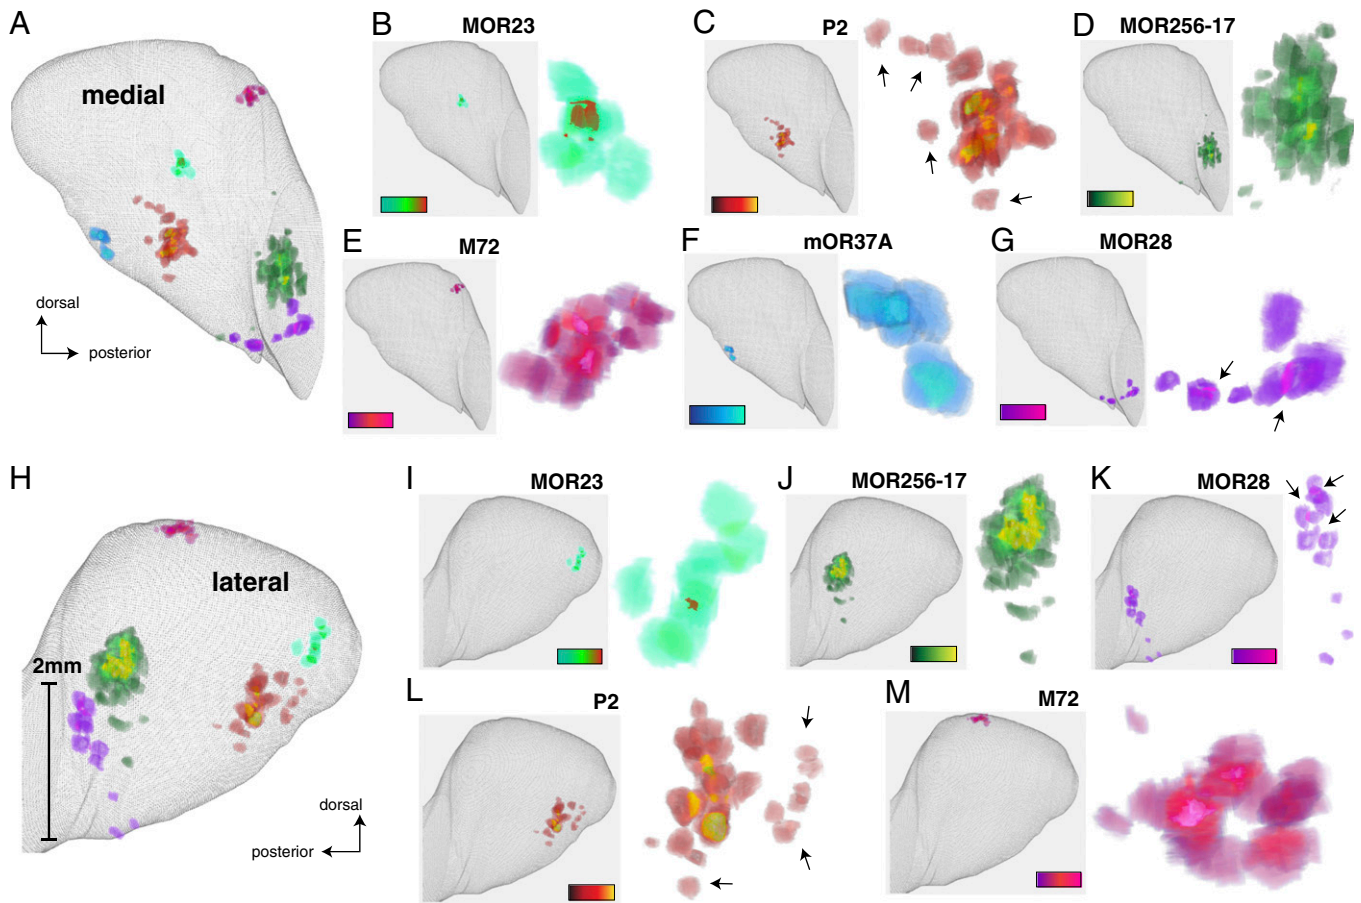 A
medial
dorsal
posterior
B
MOR23
C
P2
D
MOR256-17
E
M72
F
mOR37A
G
MOR28
H
lateral
2mm
dorsal
posterior
I
MOR23
J
MOR256-17
K
MOR28
L
P2
M
M72